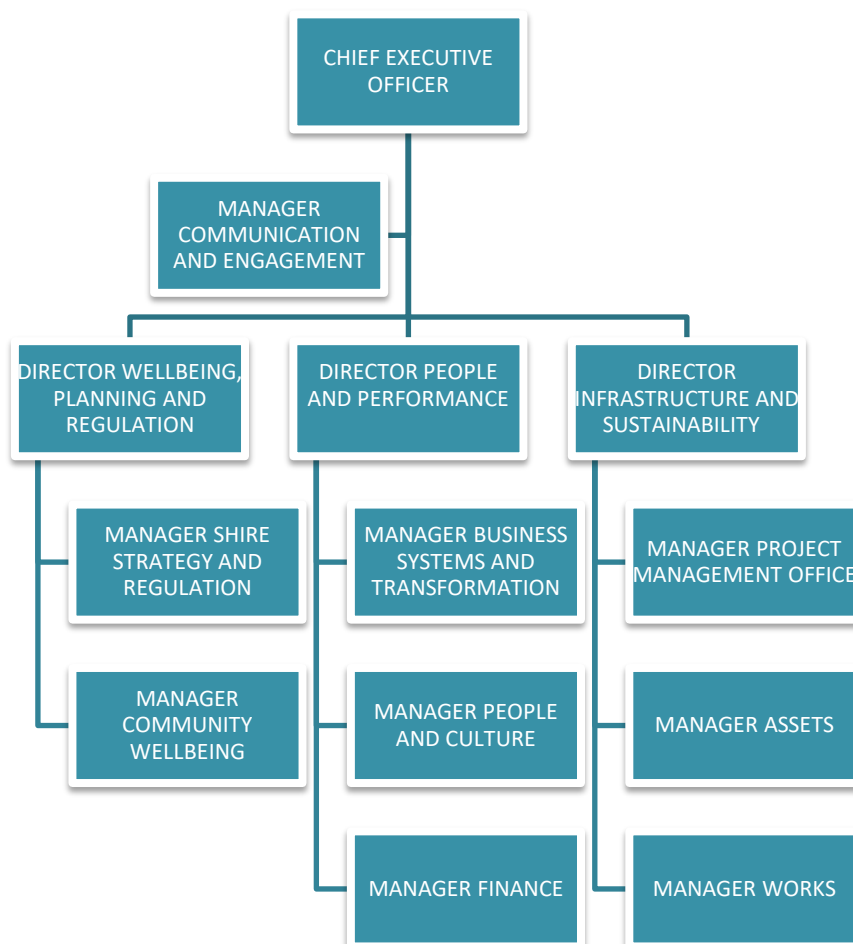 CHIEF EXECUTIVE
OFFICER
MANAGER
COMMUNICATION
AND ENGAGEMENT
DIRECTOR WELLBEING,
PLANNING AND
REGULATION
DIRECTOR PEOPLE
AND PERFORMANCE
DIRECTOR
INFRASTRUCTURE AND
SUSTAINABILITY
MANAGER SHIRE
STRATEGY AND
REGULATION
MANAGER BUSINESS
SYSTEMS AND
TRANSFORMATION
MANAGER PROJECT
MANAGEMENT OFFICE
MANAGER
COMMUNITY
WELLBEING
MANAGER PEOPLE
AND CULTURE
MANAGER ASSETS
MANAGER FINANCE
MANAGER WORKS